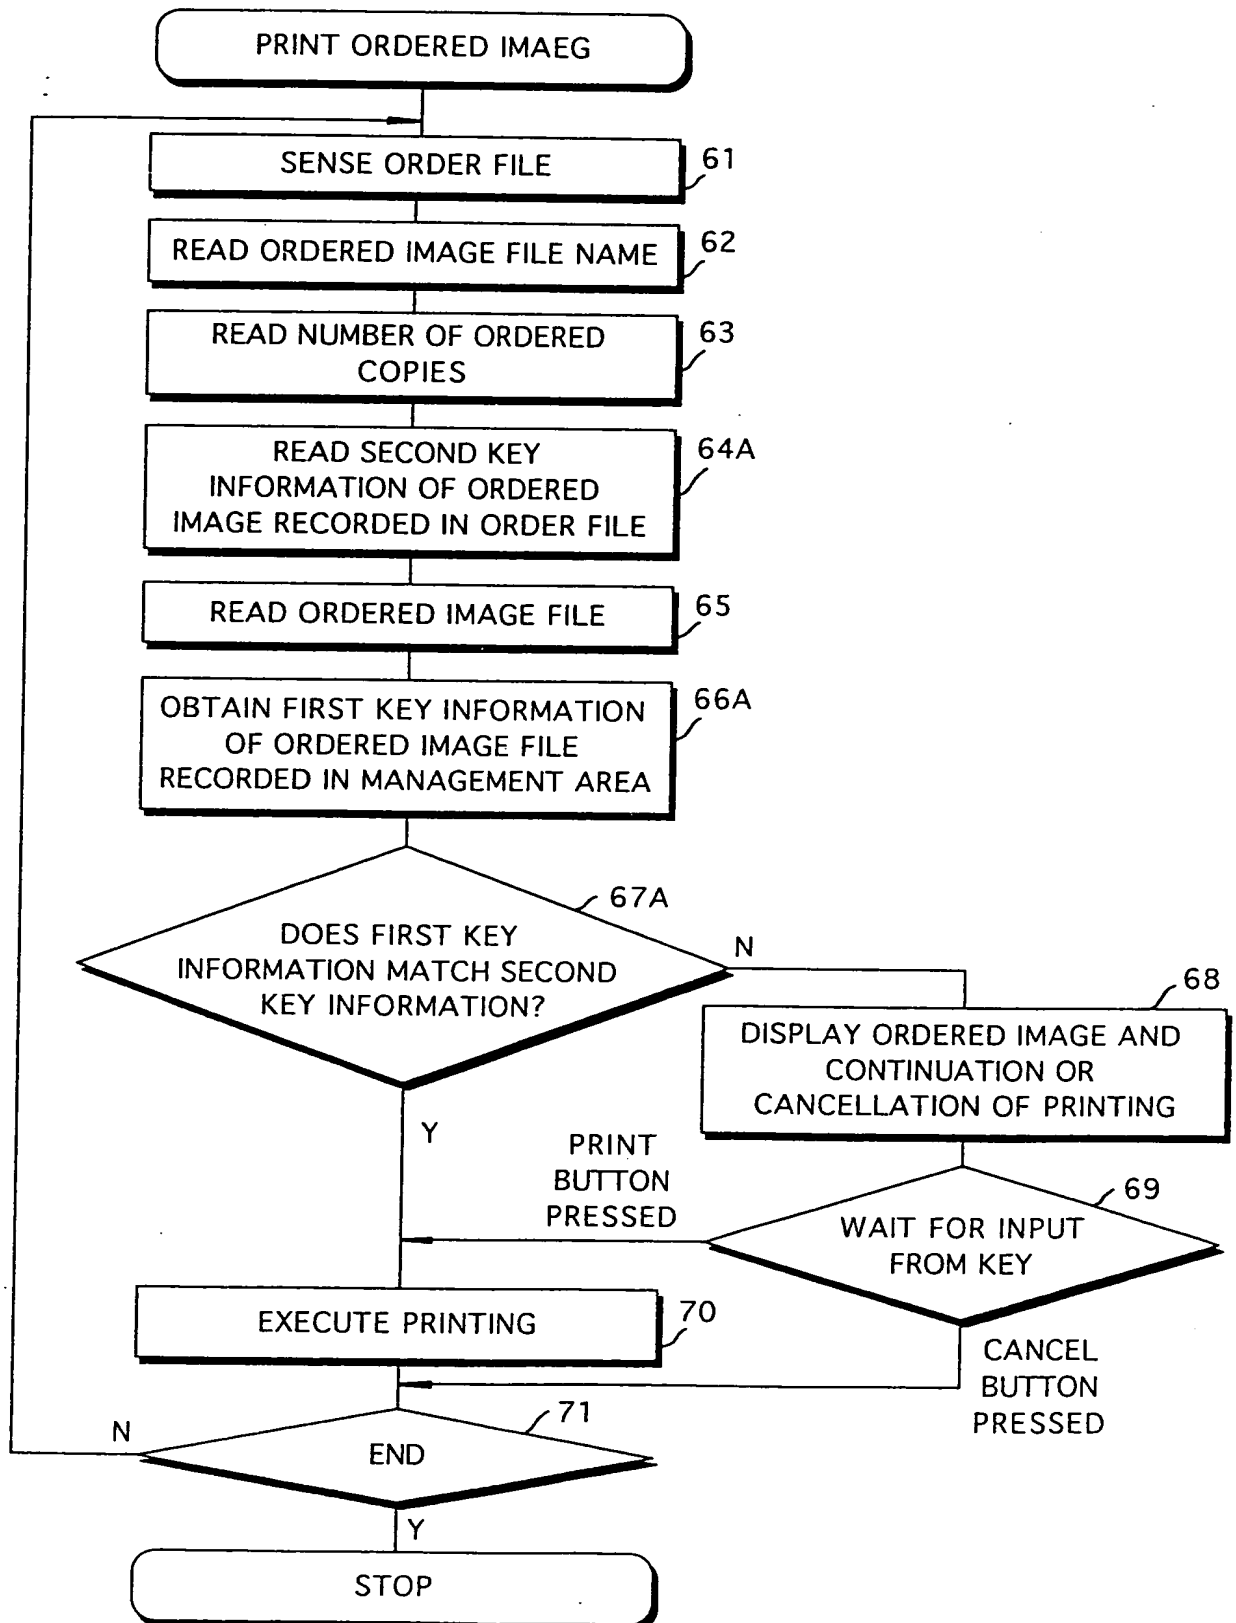 PRINT ORDERED IMAEG
SENSE ORDER FILE
61
READ ORDERED IMAGE FILE NAME
62
READ NUMBER OF ORDERED
COPIES
63
READ SECOND KEY
INFORMATION OF ORDERED
IMAGE RECORDED IN ORDER FILE
64A
READ ORDERED IMAGE FILE
65
OBTAIN FIRST KEY INFORMATION
OF ORDERED IMAGE FILE
RECORDED IN MANAGEMENT AREA
66A
67A
DOES FIRST KEY
INFORMATION MATCH SECOND
KEY INFORMATION?
N
68
DISPLAY ORDERED IMAGE AND
CONTINUATION OR
CANCELLATION OF PRINTING
Y
PRINT
BUTTON
PRESSED
69
WAIT FOR INPUT
FROM KEY
EXECUTE PRINTING
70
CANCEL
BUTTON
PRESSED
71
N
END
Y
STOP